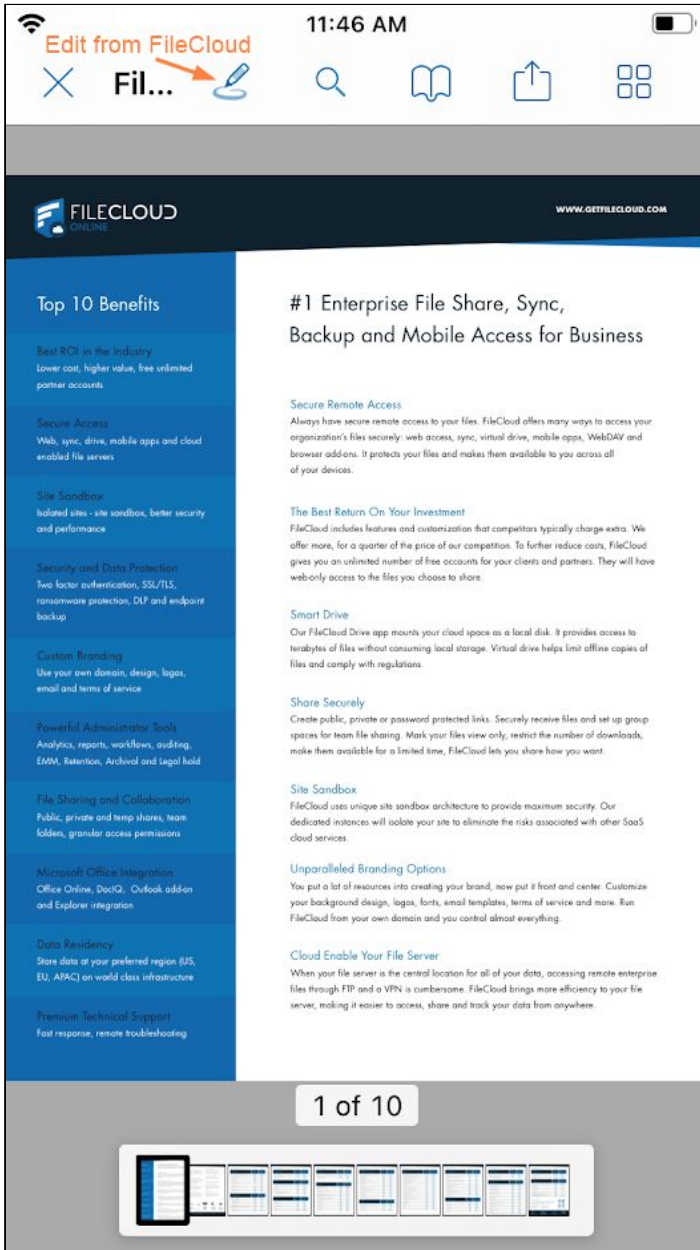 11:46 AM
Edit from FileCloud
Fil...
FILECLOUD
ONLINE
WWW.GETFILECLOUD.COM
Top 10 Benefits
Best ROI in the Industry
Lower cost, higher value, free unlimited
partner accounts
Secure Access
Web, sync, drive, mobile apps and cloud
enabled file servers
Site Sandbox
Isolated sites - site sandbox, better security
and performance
Security and Data Protection
Two factor authentication, SSL/TLS,
ransomware protection, DLP and endpoint
backup
Custom Branding
Use your own domain, design, logos,
email and terms of service
Powerful Administrator Tools
Analytics, reports, workflows, auditing,
EMM, Retention, Archival and Legal hold
File Sharing and Collaboration
Public, private and temp shares, team
folders, granular access permissions
Microsoft Office Integration
Office Online, DocIQ, Outlook add-on
and Explorer integration
Data Residency
Store data at your preferred region (US,
EU, APAC) on world class infrastructure
Premium Technical Support
Fast response, remote troubleshooting
#1 Enterprise File Share, Sync,
Backup and Mobile Access for Business
Secure Remote Access
Always have secure remote access to your files. FileCloud offers many ways to access your
organization's files securely: web access, sync, virtual drive, mobile apps, WebDAV and
browser add-ons. It protects your files and makes them available to you across all
of your devices.
The Best Return On Your Investment
FileCloud includes features and customization that competitors typically charge extra. We
offer more, for a quarter of the price of our competition. To further reduce costs, FileCloud
gives you an unlimited number of free accounts for your clients and partners. They will have
web-only access to the files you choose to share.
Smart Drive
Our FileCloud Drive app mounts your cloud space as a local disk. It provides access to
terabytes of files without consuming local storage. Virtual drive helps limit offline copies of
files and comply with regulations.
Share Securely
Create public, private or password protected links. Securely receive files and set up group
spaces for team file sharing. Mark your files view only, restrict the number of downloads,
make them available for a limited time, FileCloud lets you share how you want.
Site Sandbox
FileCloud uses unique site sandbox architecture to provide maximum security. Our
dedicated instances will isolate your site to eliminate the risks associated with other SaaS
cloud services.
Unparalleled Branding Options
You put a lot of resources into creating your brand, now put it front and center. Customize
your background design, logos, fonts, email templates, terms of service and more. Run
FileCloud from your own domain and you control almost everything.
Cloud Enable Your File Server
When your file server is the central location for all of your data, accessing remote enterprise
files through FTP and a VPN is cumbersome. FileCloud brings more efficiency to your file
server, making it easier to access, share and track your data from anywhere.
1 of 10